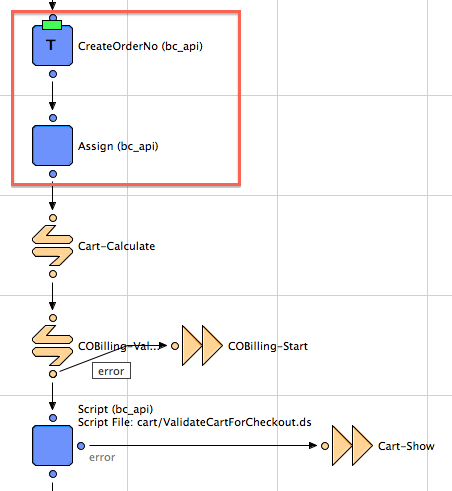 T
CreateOrderNo (bc_api)
Assign (bc_api)
Cart-Calculate
COBilling-Val...
COBilling-Start
error
Script (bc_api)
Script File: cart/ValidateCartForCheckout.ds
error
Cart-Show